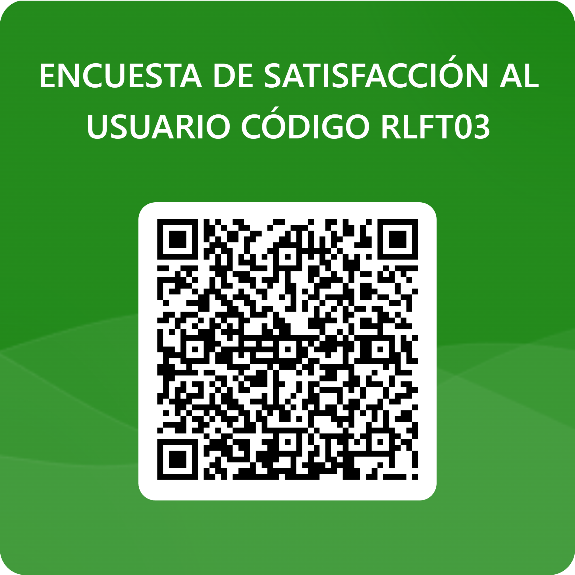 ENCUESTA DE SATISFACCIÓN AL
USUARIO CÓDIGO RLFT03